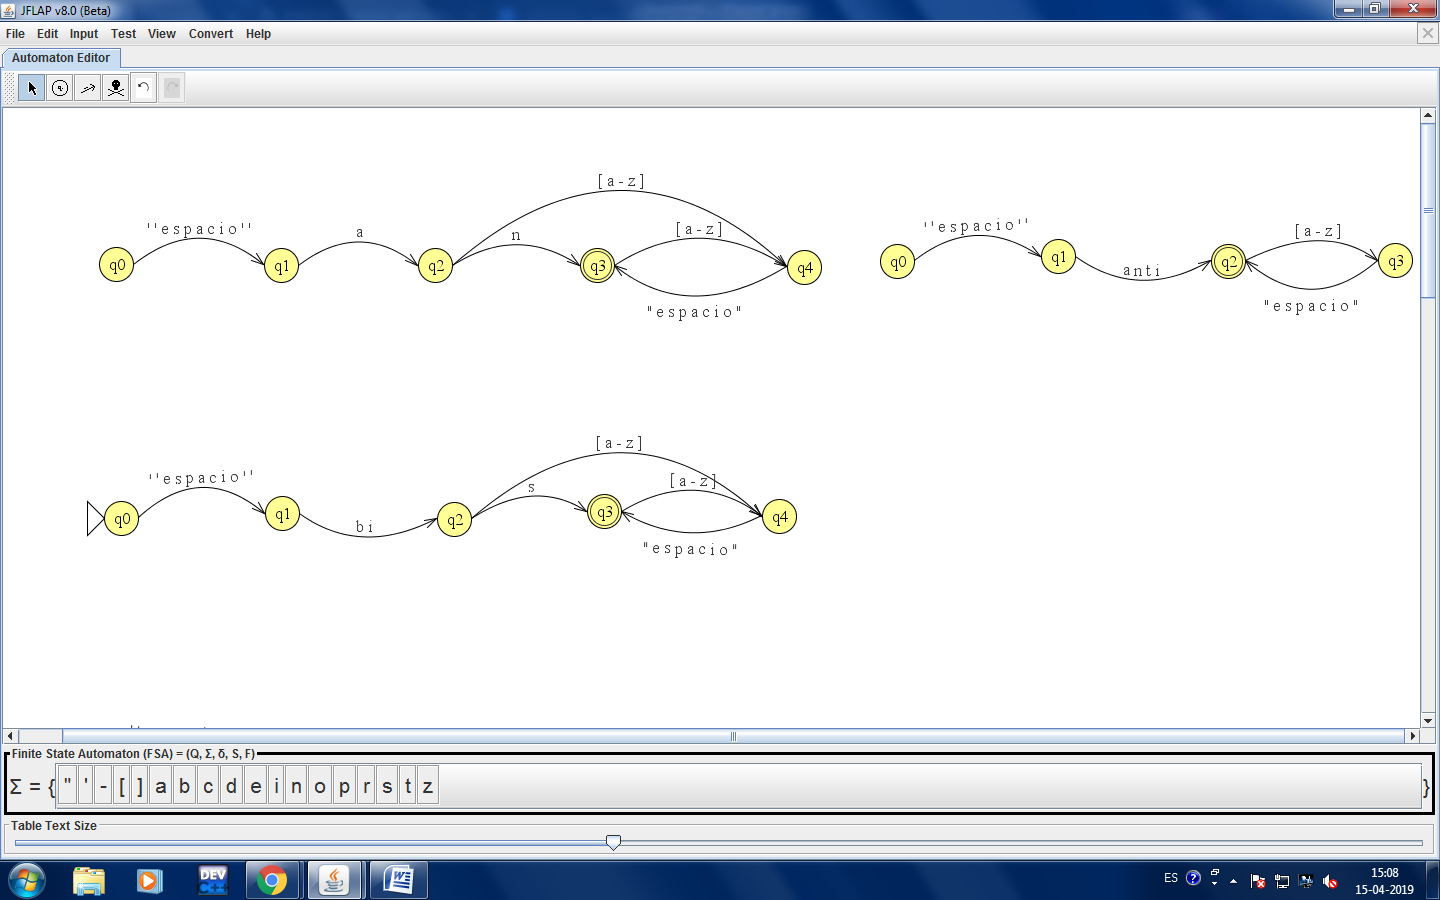 JFLAP v8.0 (Beta)
File Edit Input Test View Convert Help
Automaton Editor
[a-z]
''espacio'' a n [a-z] ''espacio'' [a-z]
q0 q1 q2 q3 q4 q0 q1 q2 q3
anti
"espacio" "espacio"
[a-z]
''espacio'' s [a-z]
q0 q1 q2 q3 q4
bi
"espacio"
Finite State Automaton (FSA) = (Q, Σ, δ, S, F)
Σ = { " ' - [ ] a b c d e i n o p r s t z }
Table Text Size
DEV C++
W
ES ? 15:08
15-04-2019